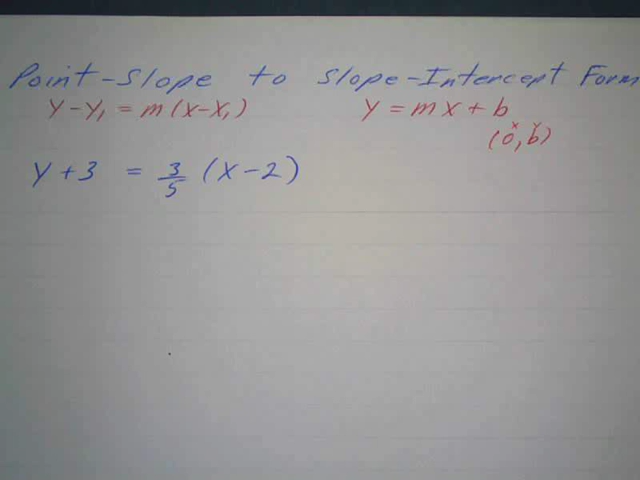 Point-Slope to Slope-Intercept Form
y-y₁ = m(x-x₁) y = mx + b
x y
(0, b)
y+3 = 3/5 (x-2)